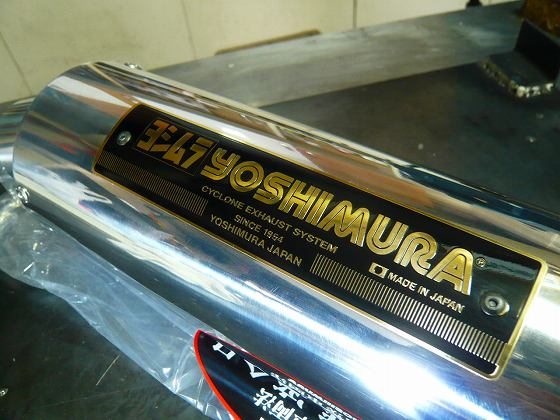 ヨシムラ YOSHIMURA®
CYCLONE EXHAUST SYSTEM
SINCE 1954
YOSHIMURA JAPAN
MADE IN JAPAN